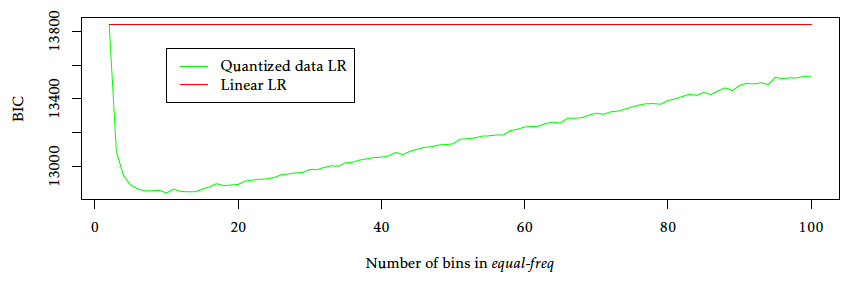 13800
13400
13000
BIC
Quantized data LR
Linear LR
0 20 40 60 80 100
Number of bins in equal-freq